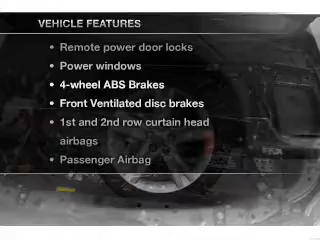 VEHICLE FEATURES
• Remote power door locks
• Power windows
• 4-wheel ABS Brakes
• Front Ventilated disc brakes
• 1st and 2nd row curtain head
airbags
• Passenger Airbag